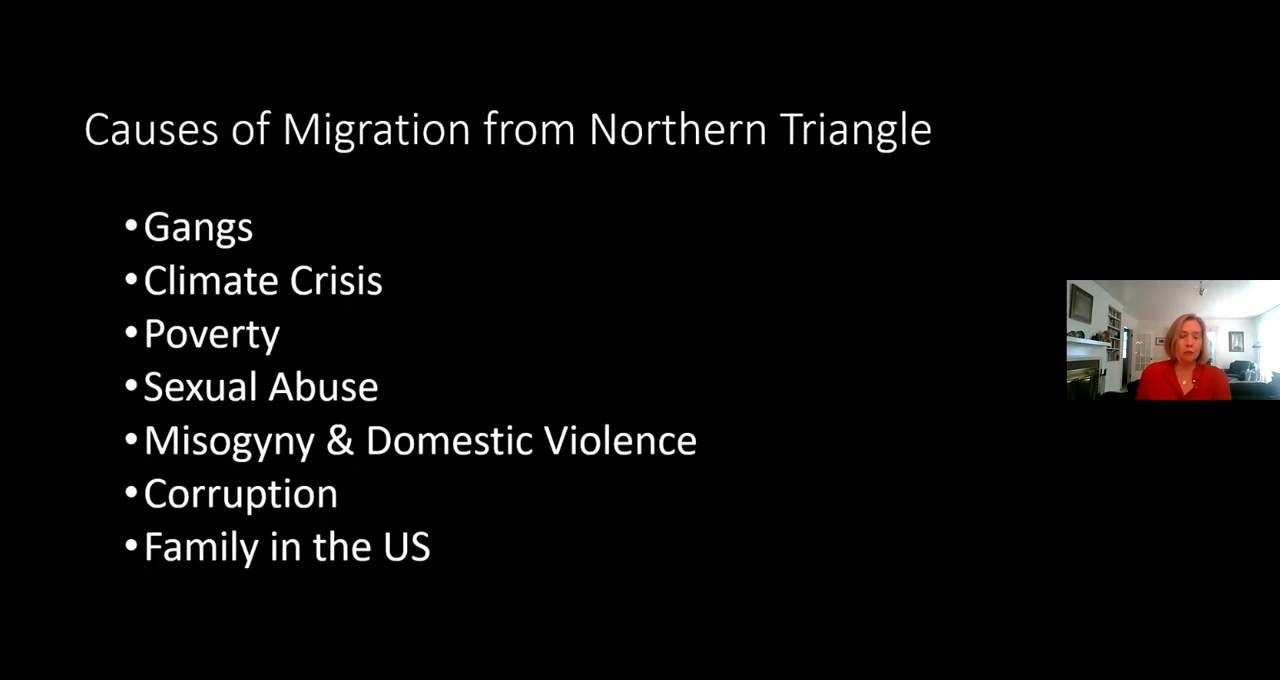 Causes of Migration from Northern Triangle
•Gangs
•Climate Crisis
•Poverty
•Sexual Abuse
•Misogyny & Domestic Violence
•Corruption
•Family in the US